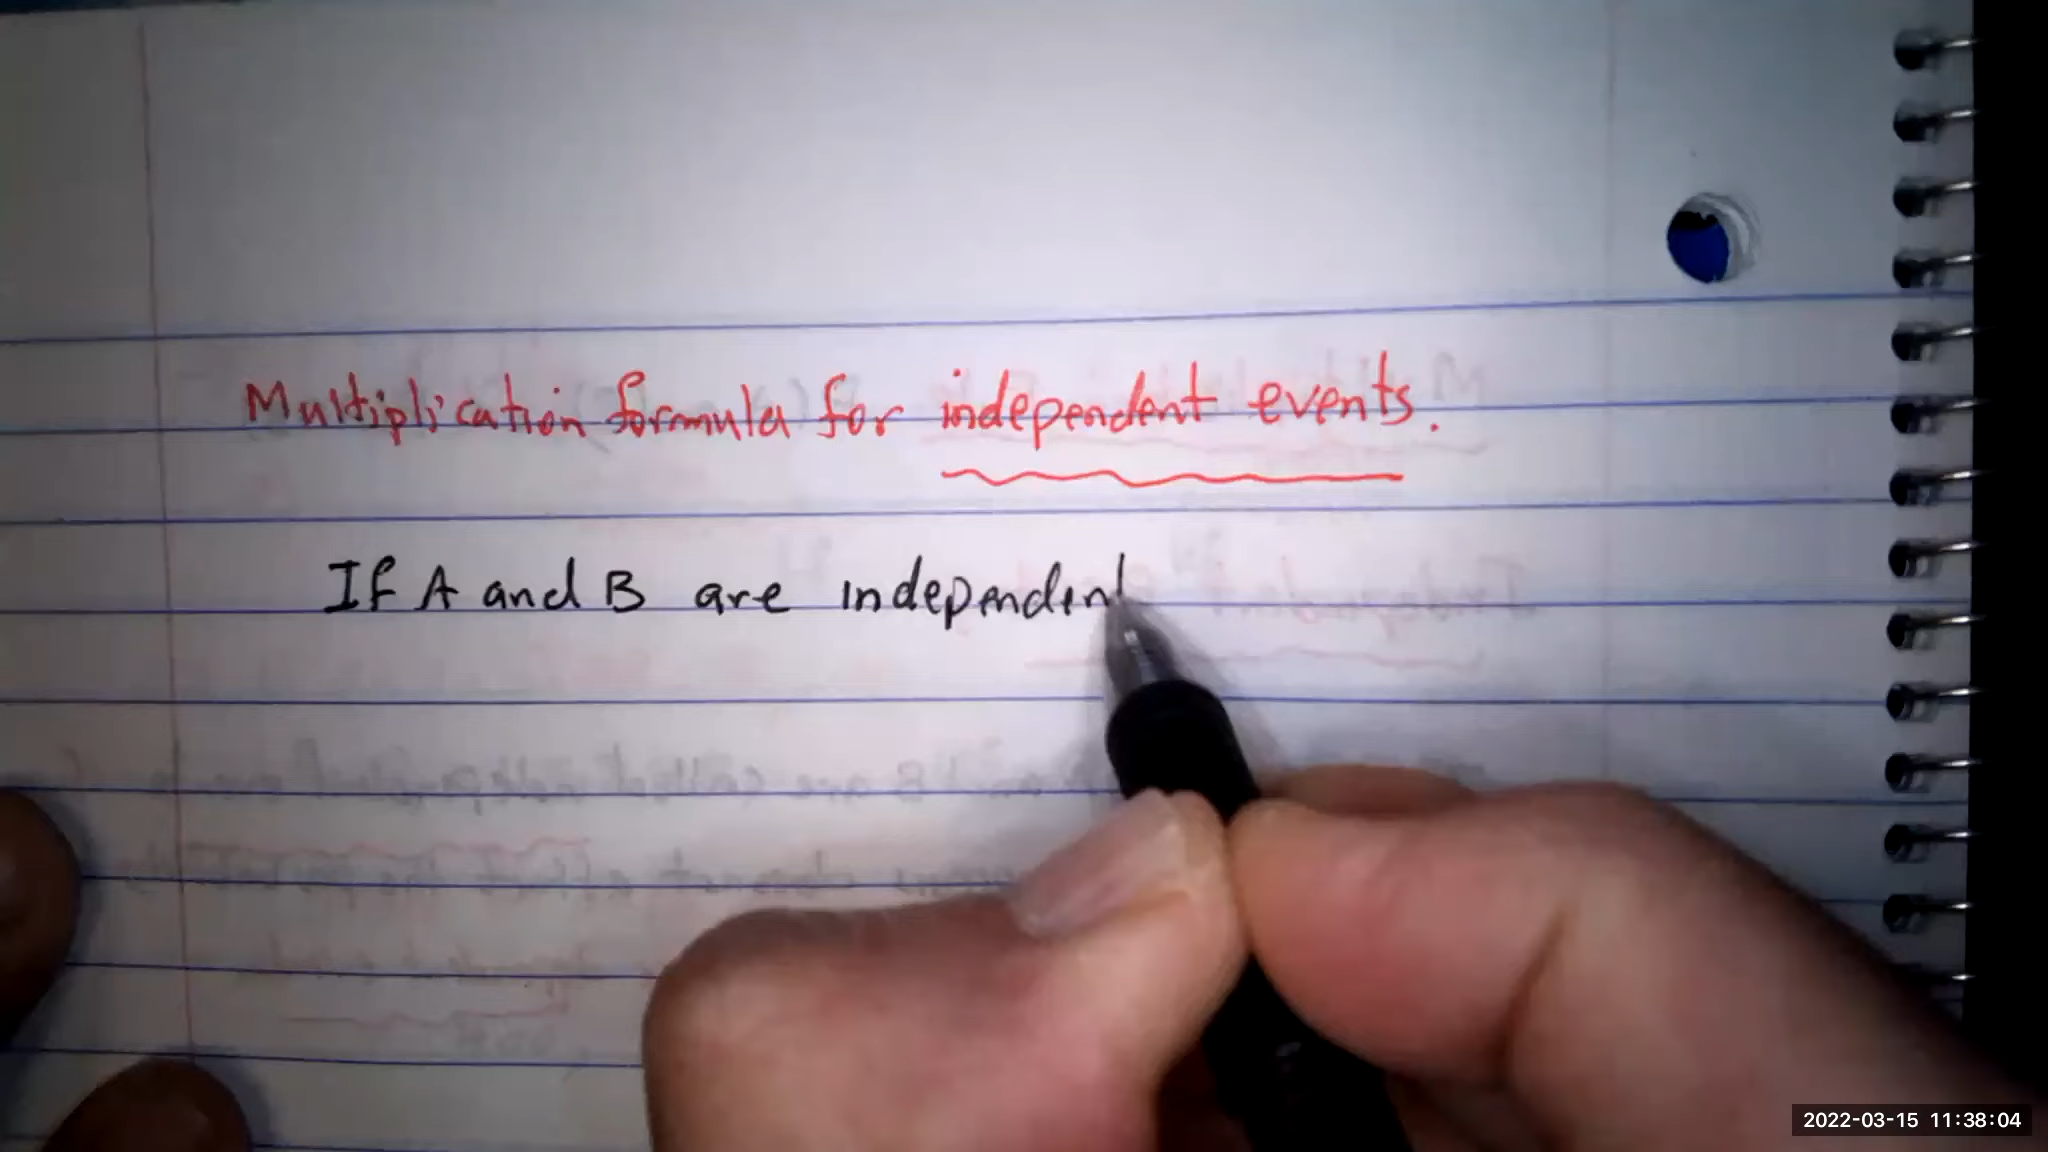 Multiplication formula for independent events.
If A and B are independent
2022-03-15 11:38:04